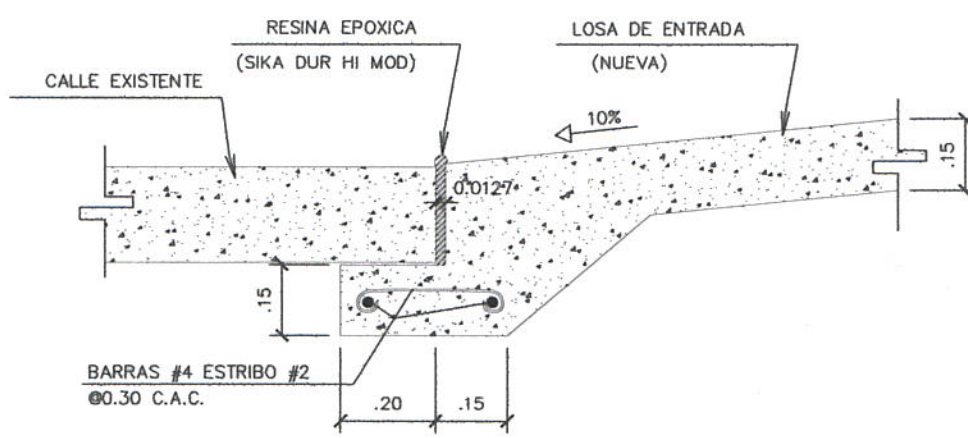 RESINA EPOXICA
(SIKA DUR HI MOD)
LOSA DE ENTRADA
(NUEVA)
CALLE EXISTENTE
10%
.15
0.0127
.15
BARRAS #4 ESTRIBO #2
@0.30 C.A.C.
.20
.15